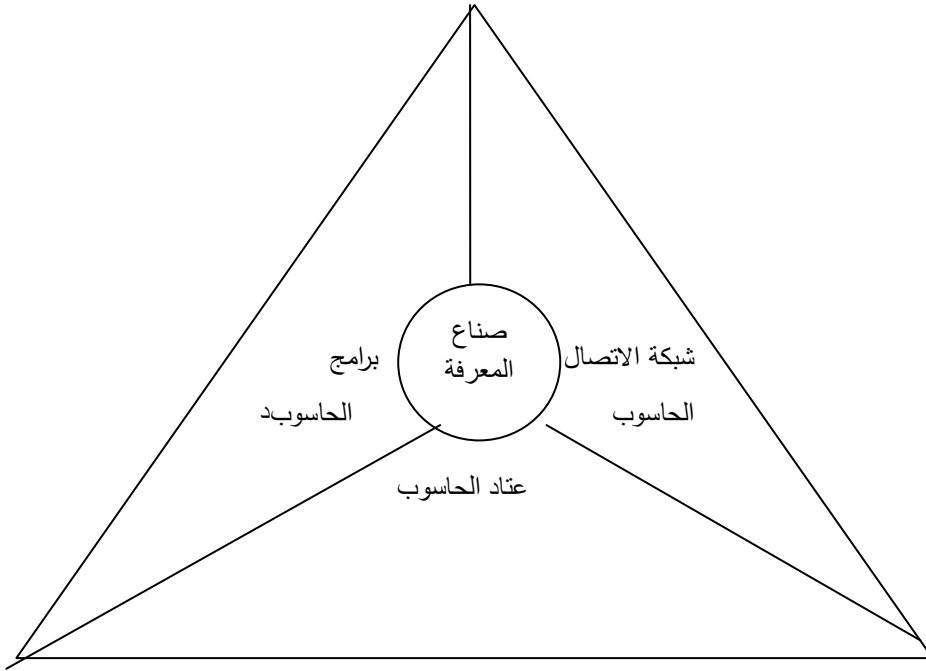 صناع
المعرفة
شبكة الاتصال
الحاسوب
برامج
الحاسوبد
عتاد الحاسوب